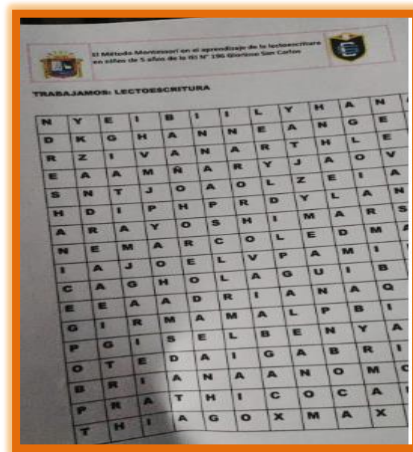 El Método Montessori en el aprendizaje de la lectoescritura
en niños de 5 años de la IEI N° 196 Gloriose San Carlos
TRABAJAMOS: LECTOESCRITURA
N Y E I B I I L Y H A N
D K G H A N N E A N G E
R Z I V A N A R T H L E
E A A M Ñ A R Y J A O V
S N T J O A O L Z E I A
H D I P H P R D Y L A N
A R A Y O S H I M A R S
N E M A R C O L E D M A
I A J O E L V P A M I
C A G H O L A G U I B
E E A A D R I A N A Q
G I R M A M A L P B I
P G I S E L B E N Y A
O T E D A I G A B R I
B R I A N A A N O M C
P R A T H I C O C A
T H I A G O X M A X